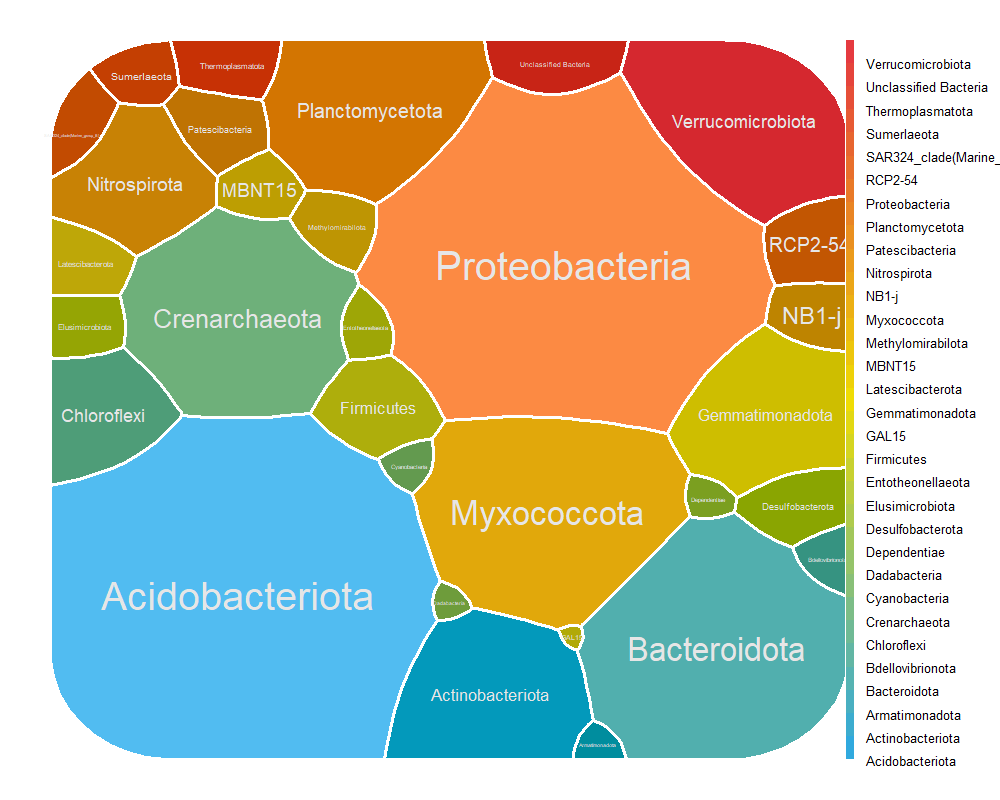 Sumerlaeota
Thermoplasmatota
Unclassified Bacteria
Planctomycetota
Verrucomicrobiota
Patescibacteria
Nitrospirota
MBNT15
Methylomirabilota
RCP2-54
Latescibacterota
Proteobacteria
Elusimicrobiota
Crenarchaeota
Entotheonellaeota
NB1-j
Chloroflexi
Firmicutes
Gemmatimonadota
Cyanobacteria
Dependentiae
Desulfobacterota
Myxococcota
Bdellovibrionota
Acidobacteriota
Dadabacteria
GAL15
Bacteroidota
Actinobacteriota
Armatimonadota
Verrucomicrobiota
Unclassified Bacteria
Thermoplasmatota
Sumerlaeota
SAR324_clade(Marine_
RCP2-54
Proteobacteria
Planctomycetota
Patescibacteria
Nitrospirota
NB1-j
Myxococcota
Methylomirabilota
MBNT15
Latescibacterota
Gemmatimonadota
GAL15
Firmicutes
Entotheonellaeota
Elusimicrobiota
Desulfobacterota
Dependentiae
Dadabacteria
Cyanobacteria
Crenarchaeota
Chloroflexi
Bdellovibrionota
Bacteroidota
Armatimonadota
Actinobacteriota
Acidobacteriota